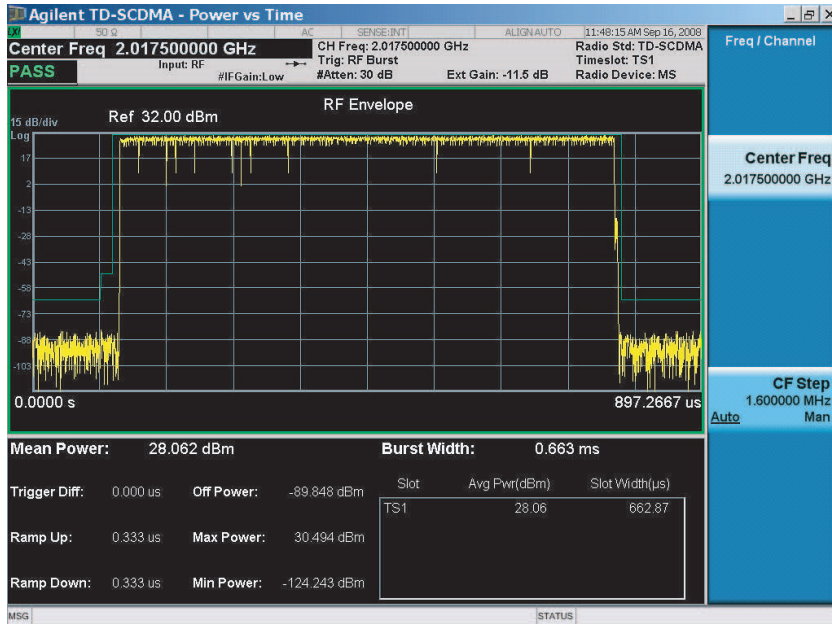 Agilent TD-SCDMA - Power vs Time
LXI 50 Ω AC SENSE:INT ALIGN AUTO 11:48:15 AM Sep 16, 2008
Center Freq 2.017500000 GHz
CH Freq: 2.017500000 GHz
Radio Std: TD-SCDMA
PASS
Input: RF
Trig: RF Burst
Timeslot: TS1
#IFGain:Low
#Atten: 30 dB
Ext Gain: -11.5 dB
Radio Device: MS
Freq / Channel
RF Envelope
15 dB/div
Ref 32.00 dBm
Log
17
2
-13
-28
-43
-58
-73
-88
-103
0.0000 s
897.2667 us
Center Freq
2.017500000 GHz
CF Step
1.600000 MHz
Auto Man
Mean Power: 28.062 dBm
Burst Width: 0.663 ms
Trigger Diff: 0.000 us
Off Power: -89.848 dBm
Ramp Up: 0.333 us
Max Power: 30.494 dBm
Ramp Down: 0.333 us
Min Power: -124.243 dBm
Slot Avg Pwr(dBm) Slot Width(µs)
TS1 28.06 662.87
MSG
STATUS